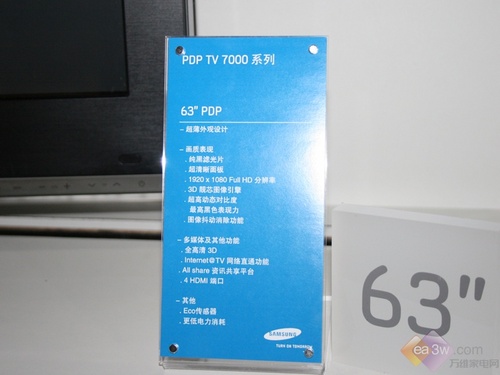 PDP TV 7000 系列
63" PDP
- 超薄外观设计
- 画质表现
. 纯黑滤光片
. 超清晰面板
. 1920 x 1080 Full HD 分辨率
. 3D 靓芯图像引擎
. 超高动态对比度
最高黑色表现力
. 图像抖动消除功能
- 多媒体及其他功能
. 全高清 3D
. Internet@TV 网络直通功能
. All share 资讯共享平台
. 4 HDMI 端口
- 其他
. Eco传感器
. 更低电力消耗
SAMSUNG
TURN ON TOMORROW
63"
ea3w.com
万维家电网